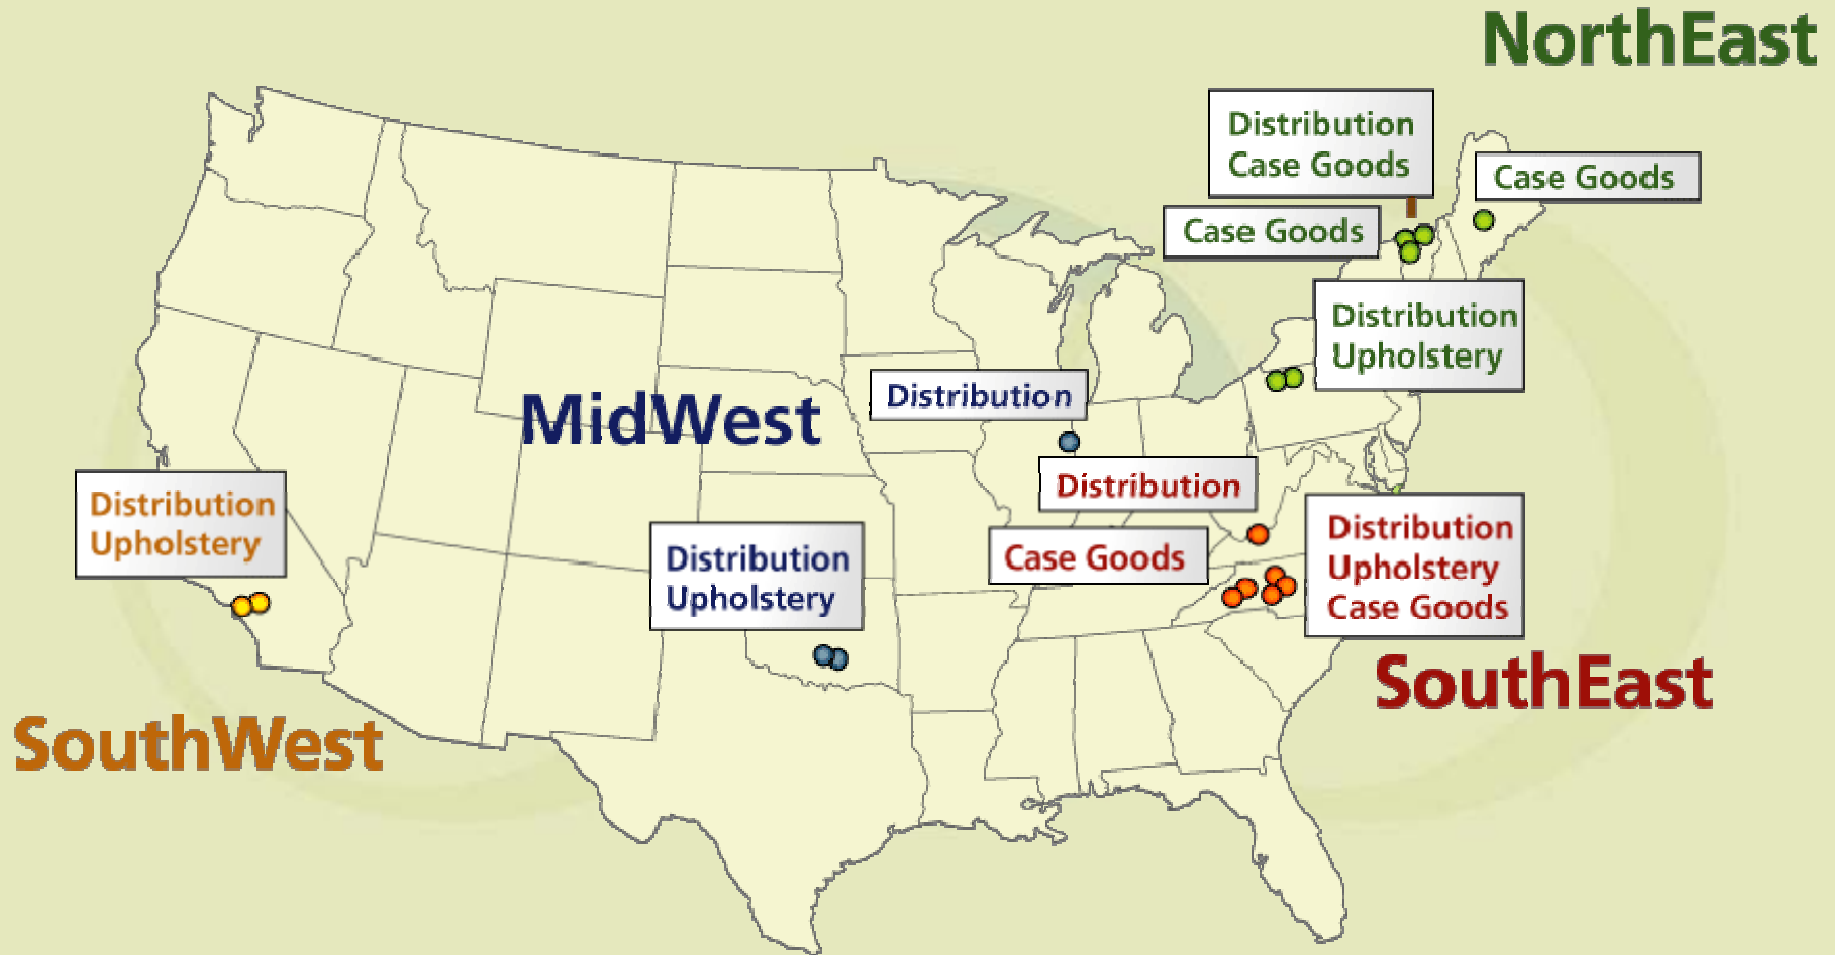 NorthEast
Distribution
Case Goods
Case Goods
Case Goods
Distribution
Upholstery
MidWest
Distribution
Distribution
Distribution
Upholstery
Distribution
Upholstery
Case Goods
Distribution
Upholstery
Case Goods
SouthEast
SouthWest